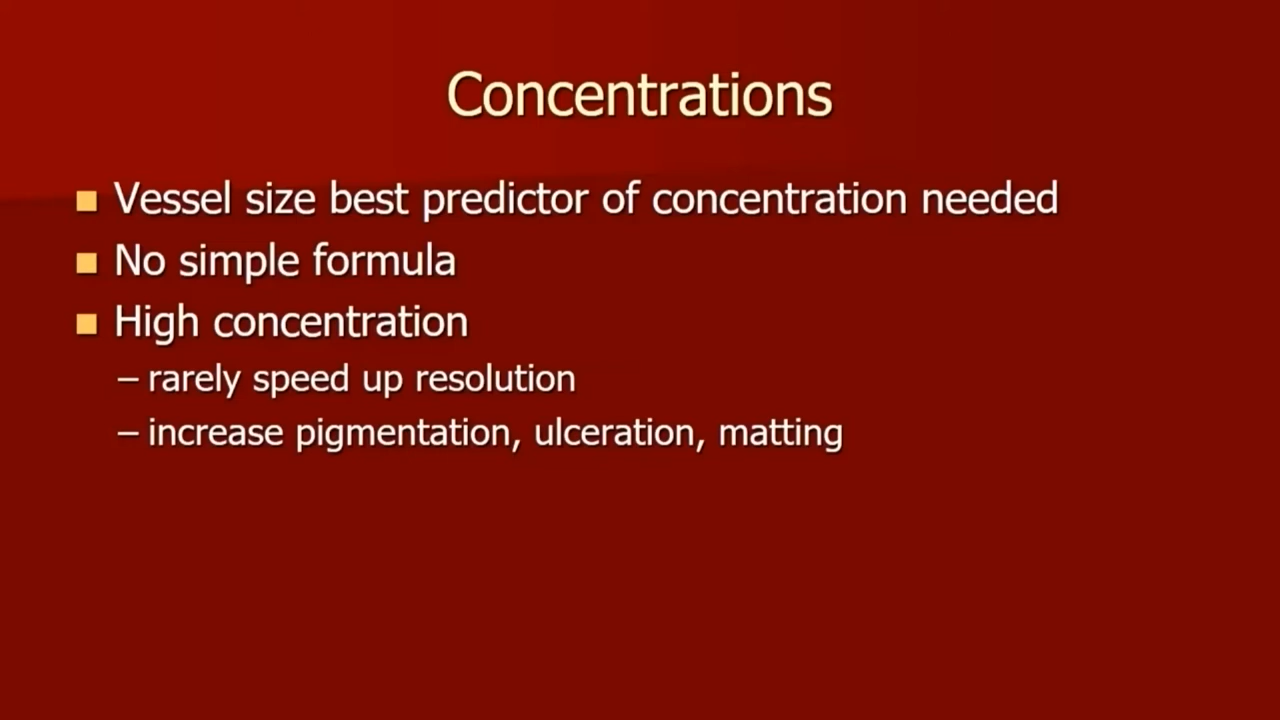 Concentrations
Vessel size best predictor of concentration needed
No simple formula
High concentration
– rarely speed up resolution
– increase pigmentation, ulceration, matting